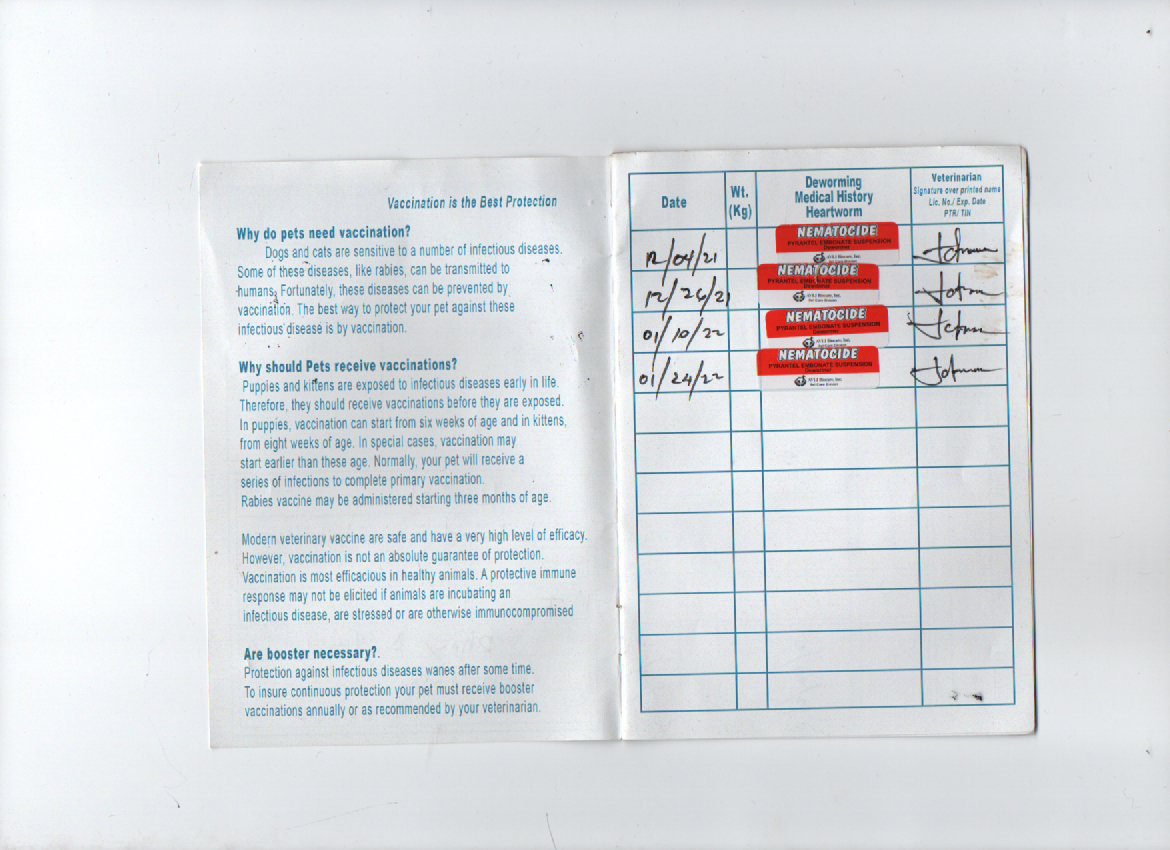 Vaccination is the Best Protection
Why do pets need vaccination?
Dogs and cats are sensitive to a number of infectious diseases.
Some of these diseases, like rabies, can be transmitted to
humans. Fortunately, these diseases can be prevented by
vaccination. The best way to protect your pet against these
infectious disease is by vaccination.
Why should Pets receive vaccinations?
Puppies and kittens are exposed to infectious diseases early in life.
Therefore, they should receive vaccinations before they are exposed.
In puppies, vaccination can start from six weeks of age and in kittens,
from eight weeks of age. In special cases, vaccination may
start earlier than these age. Normally, your pet will receive a
series of infections to complete primary vaccination.
Rabies vaccine may be administered starting three months of age.
Modern veterinary vaccine are safe and have a very high level of efficacy.
However, vaccination is not an absolute guarantee of protection.
Vaccination is most efficacious in healthy animals. A protective immune
response may not be elicited if animals are incubating an
infectious disease, are stressed or are otherwise immunocompromised
Are booster necessary?.
Protection against infectious diseases wanes after some time.
To insure continuous protection your pet must receive booster
vaccinations annually or as recommended by your veterinarian.
Date
Wt.
(Kg)
Deworming
Medical History
Heartworm
Veterinarian
Signature over printed name
Lic. No./ Exp. Date
PTR/ TIN
12/04/21
NEMATOCIDE
PYRANTEL EMBONATE SUSPENSION
Dewormer
12/26/21
NEMATOCIDE
PYRANTEL EMBONATE SUSPENSION
Dewormer
01/10/22
NEMATOCIDE
PYRANTEL EMBONATE SUSPENSION
Dewormer
01/24/22
NEMATOCIDE
PYRANTEL EMBONATE SUSPENSION
Dewormer